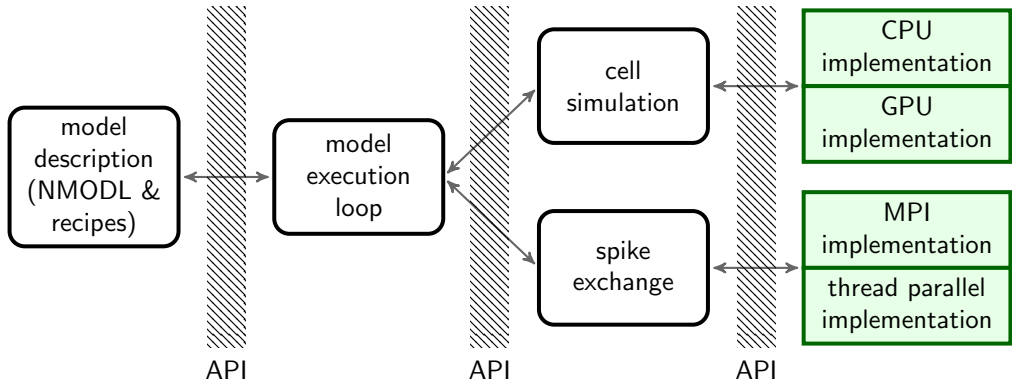 model
description
(NMODL &
recipes)
model
execution
loop
cell
simulation
spike
exchange
CPU
implementation
GPU
implementation
MPI
implementation
thread parallel
implementation
API
API
API